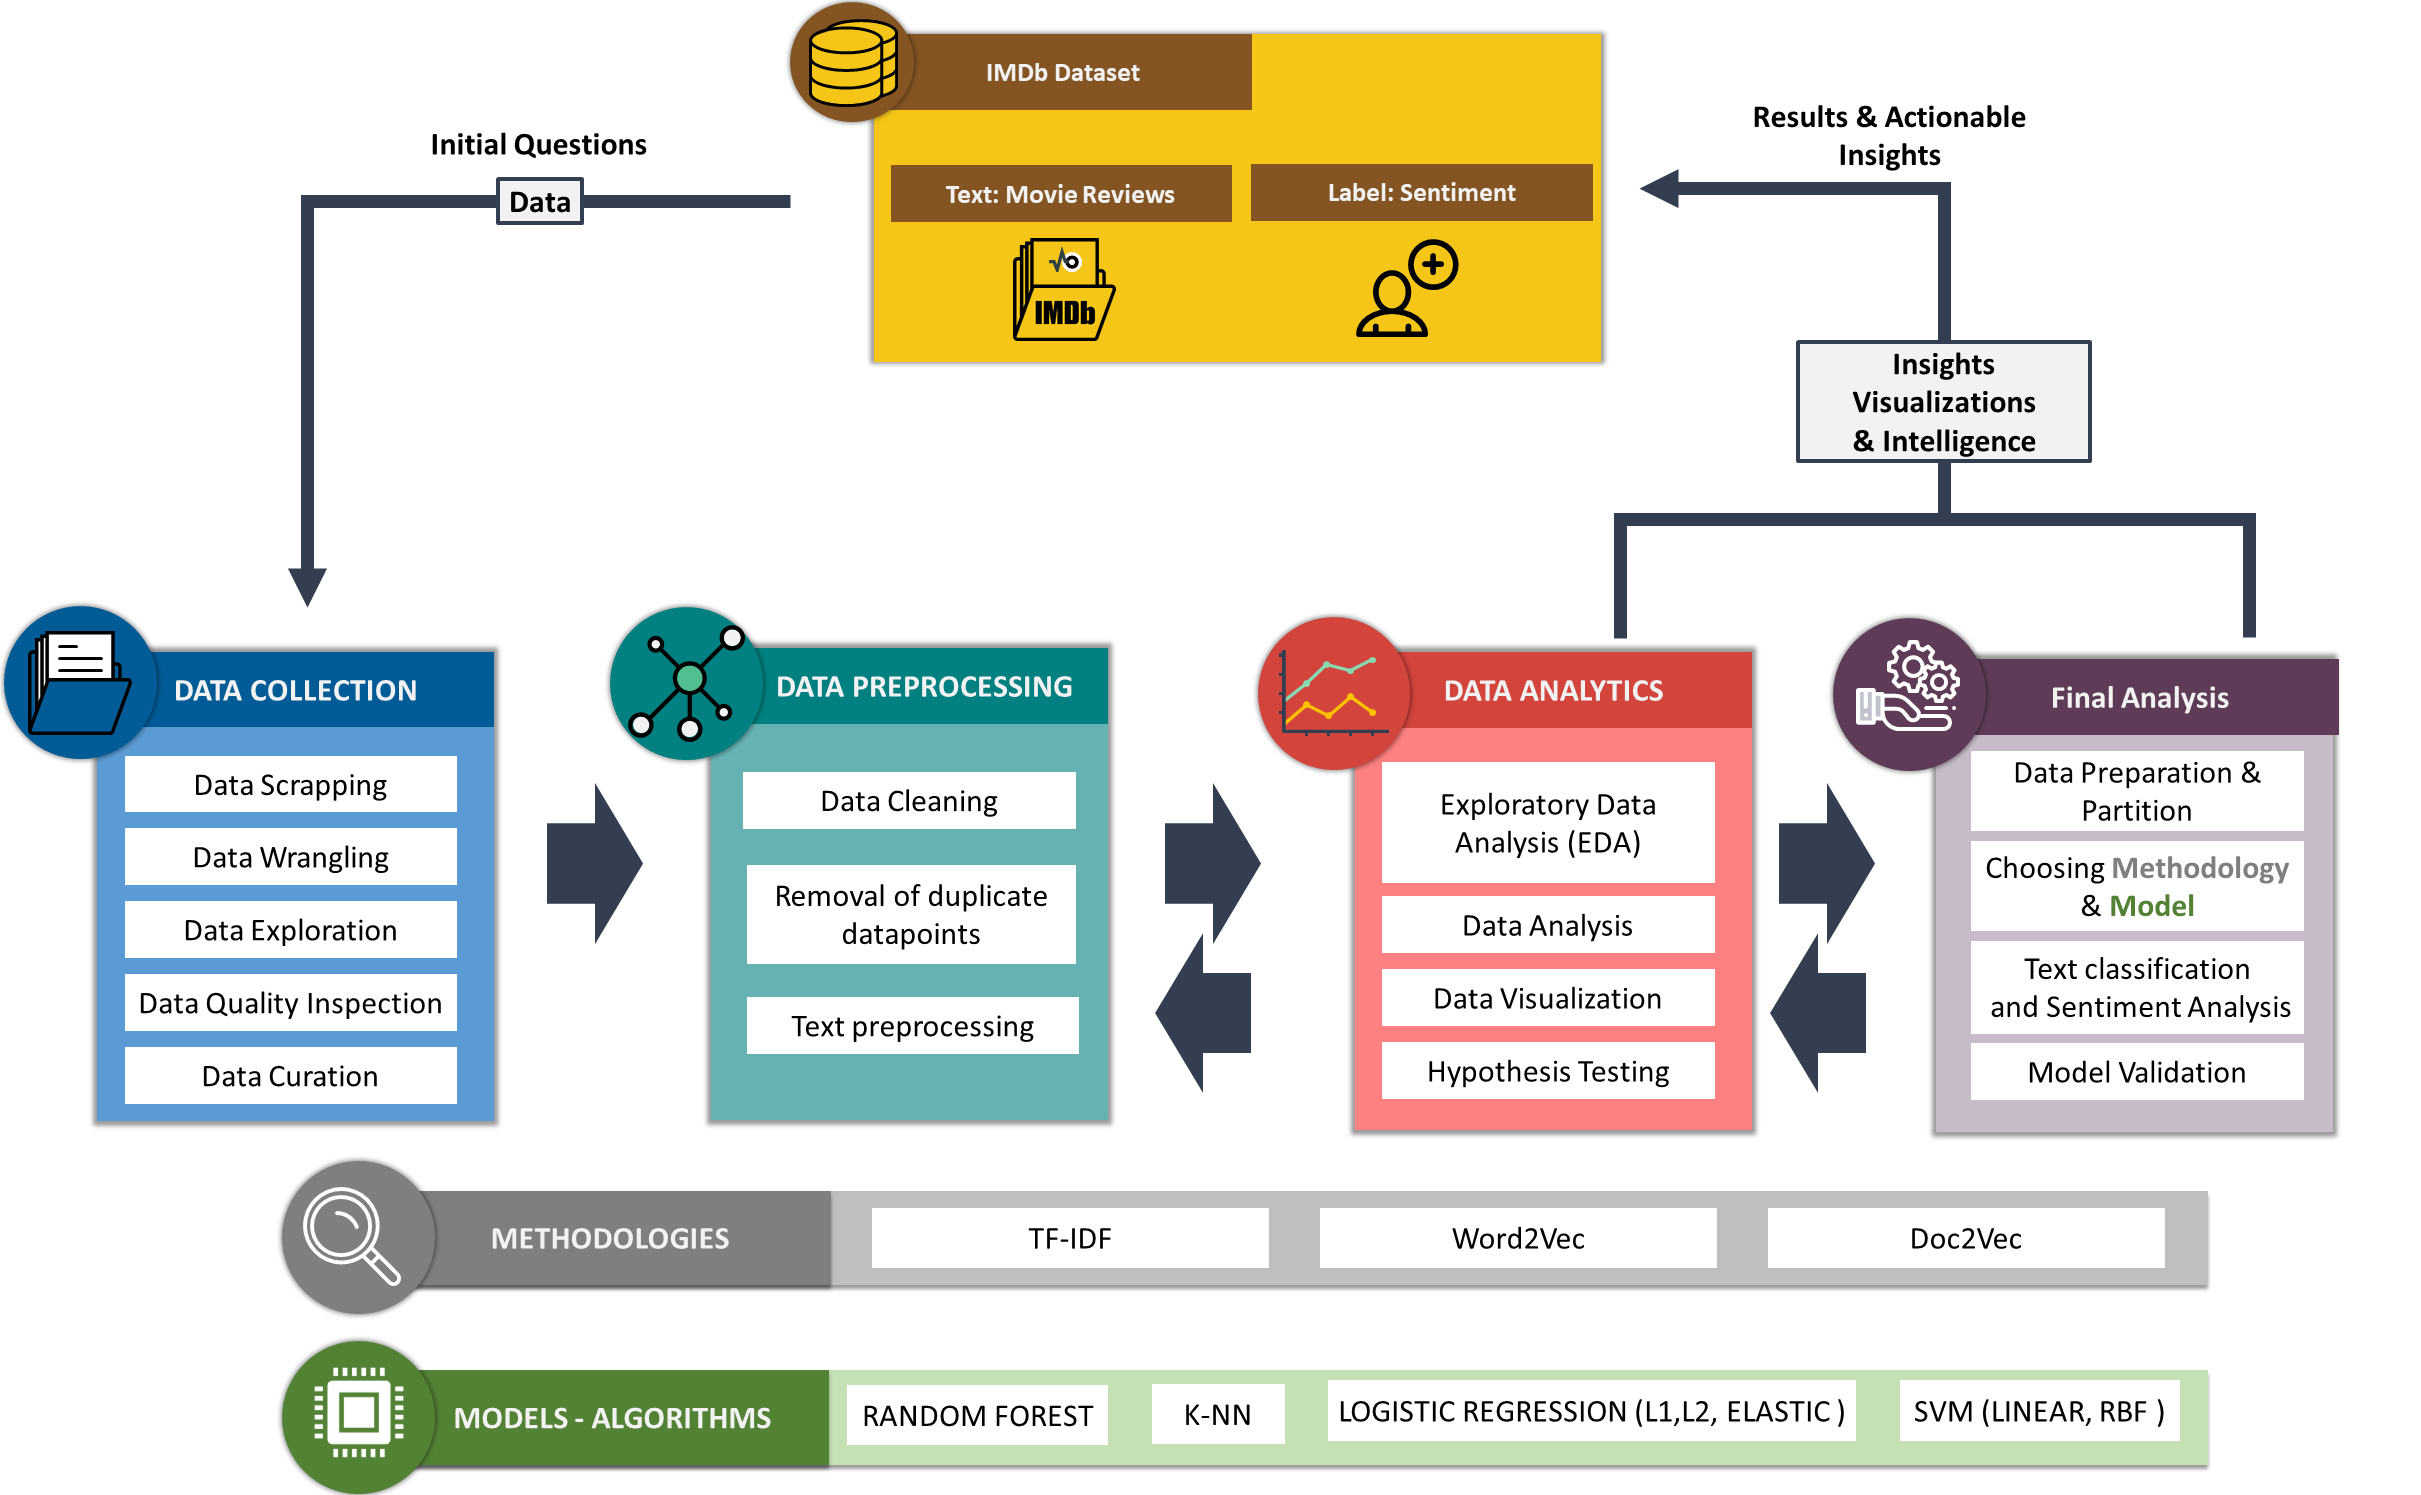 IMDb Dataset
Initial Questions
Data
Results & Actionable
Insights
Text: Movie Reviews
Label: Sentiment
IMDb
Insights
Visualizations
& Intelligence
DATA COLLECTION
Data Scrapping
Data Wrangling
Data Exploration
Data Quality Inspection
Data Curation
DATA PREPROCESSING
Data Cleaning
Removal of duplicate
datapoints
Text preprocessing
DATA ANALYTICS
Exploratory Data
Analysis (EDA)
Data Analysis
Data Visualization
Hypothesis Testing
Final Analysis
Data Preparation &
Partition
Choosing Methodology
& Model
Text classification
and Sentiment Analysis
Model Validation
METHODOLOGIES
TF-IDF
Word2Vec
Doc2Vec
MODELS - ALGORITHMS
RANDOM FOREST
K-NN
LOGISTIC REGRESSION (L1,L2, ELASTIC )
SVM (LINEAR, RBF )